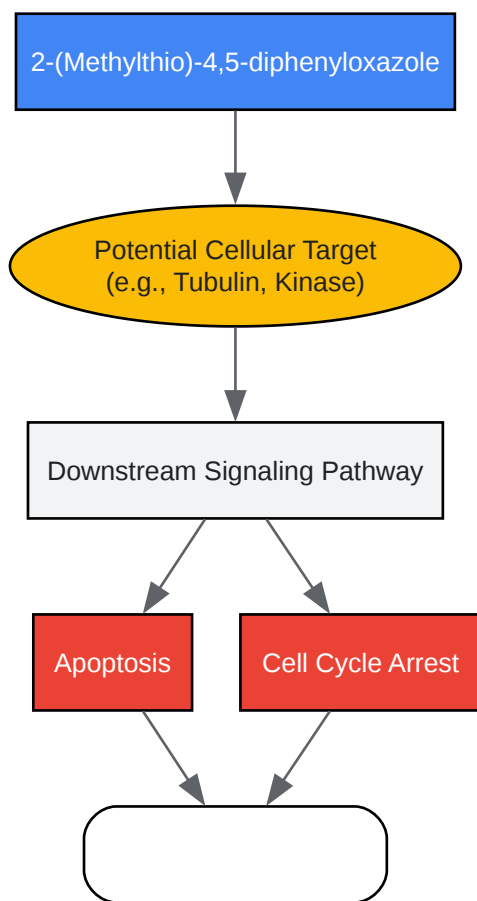 2-(Methylthio)-4,5-diphenyloxazole
Potential Cellular Target
(e.g., Tubulin, Kinase)
Downstream Signaling Pathway
Apoptosis
Cell Cycle Arrest